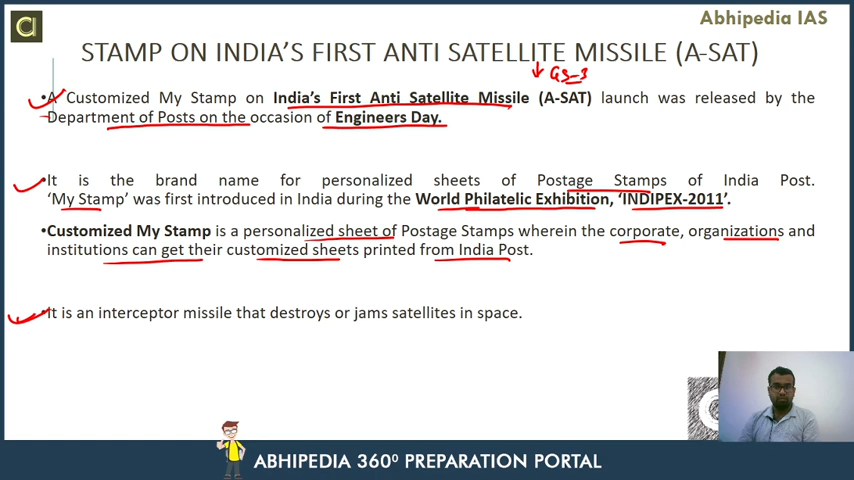 Abhipedia IAS
STAMP ON INDIA'S FIRST ANTI SATELLITE MISSILE (A-SAT)
GS-3
•A Customized My Stamp on India's First Anti Satellite Missile (A-SAT) launch was released by the
Department of Posts on the occasion of Engineers Day.
•It is the brand name for personalized sheets of Postage Stamps of India Post.
'My Stamp' was first introduced in India during the World Philatelic Exhibition, 'INDIPEX-2011'.
•Customized My Stamp is a personalized sheet of Postage Stamps wherein the corporate, organizations and
institutions can get their customized sheets printed from India Post.
•It is an interceptor missile that destroys or jams satellites in space.
ABHIPEDIA 360⁰ PREPARATION PORTAL